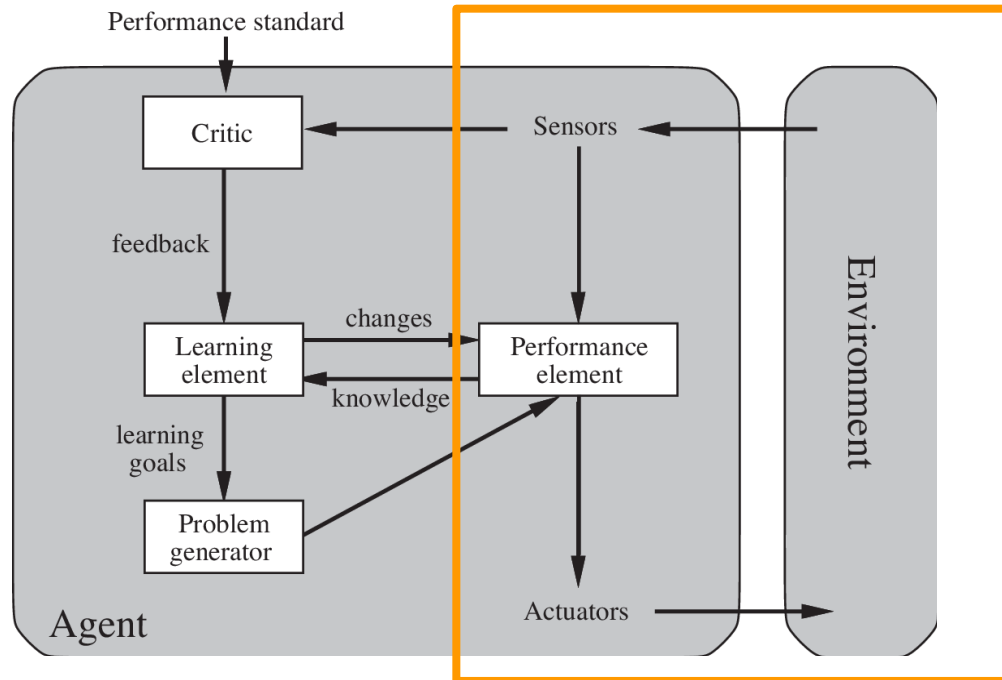 Performance standard
Critic
Sensors
feedback
changes
Learning
element
Performance
element
knowledge
learning
goals
Problem
generator
Actuators
Agent
Environment